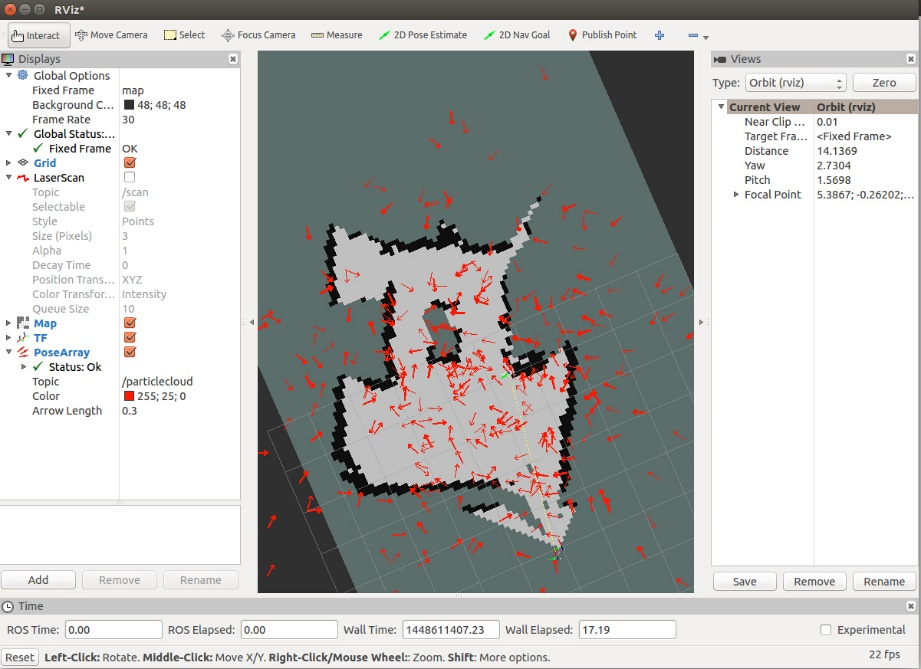 RViz*
Interact Move Camera Select Focus Camera Measure 2D Pose Estimate 2D Nav Goal Publish Point
Displays
Global Options
Fixed Frame map
Background C... 48; 48; 48
Frame Rate 30
Global Status:...
Fixed Frame OK
Grid
LaserScan
Topic /scan
Selectable
Style Points
Size (Pixels) 3
Alpha 1
Decay Time 0
Position Trans... XYZ
Color Transfor... Intensity
Queue Size 10
Map
TF
PoseArray
Status: Ok
Topic /particlecloud
Color 255; 25; 0
Arrow Length 0.3
Add Remove Rename
Views
Type: Orbit (rviz) Zero
Current View Orbit (rviz)
Near Clip ... 0.01
Target Fra... <Fixed Frame>
Distance 14.1369
Yaw 2.7304
Pitch 1.5698
Focal Point 5.3867; -0.26202;...
Save Remove Rename
Time
ROS Time: 0.00 ROS Elapsed: 0.00 Wall Time: 1448611407.23 Wall Elapsed: 17.19 Experimental
Reset Left-Click: Rotate. Middle-Click: Move X/Y. Right-Click/Mouse Wheel:: Zoom. Shift: More options. 22 fps